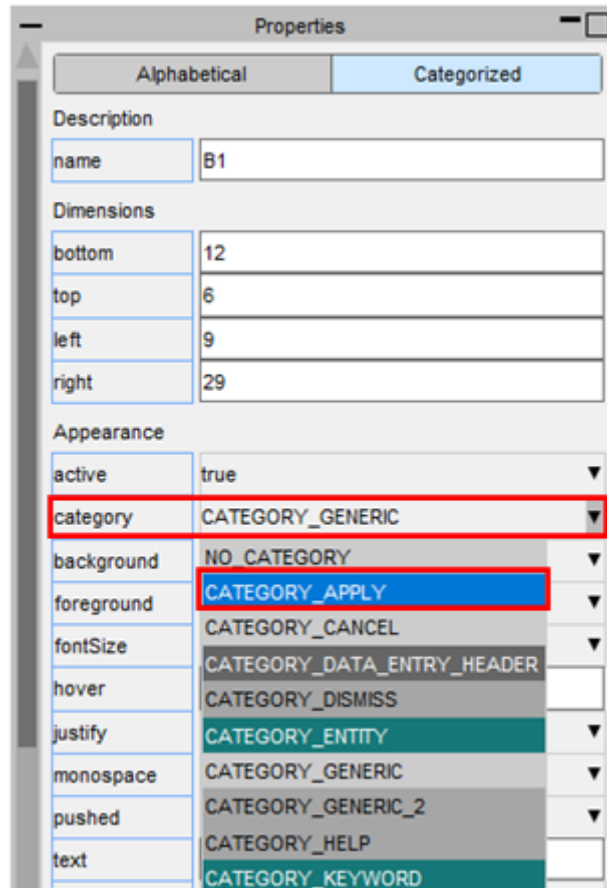 Properties
Alphabetical Categorized
Description
name B1
Dimensions
bottom 12
top 6
left 9
right 29
Appearance
active true
category CATEGORY_GENERIC
background NO_CATEGORY
foreground CATEGORY_APPLY
fontSize CATEGORY_CANCEL
CATEGORY_DATA_ENTRY_HEADER
hover CATEGORY_DISMISS
justify CATEGORY_ENTITY
monospace CATEGORY_GENERIC
pushed CATEGORY_GENERIC_2
CATEGORY_HELP
text
CATEGORY_KEYWORD